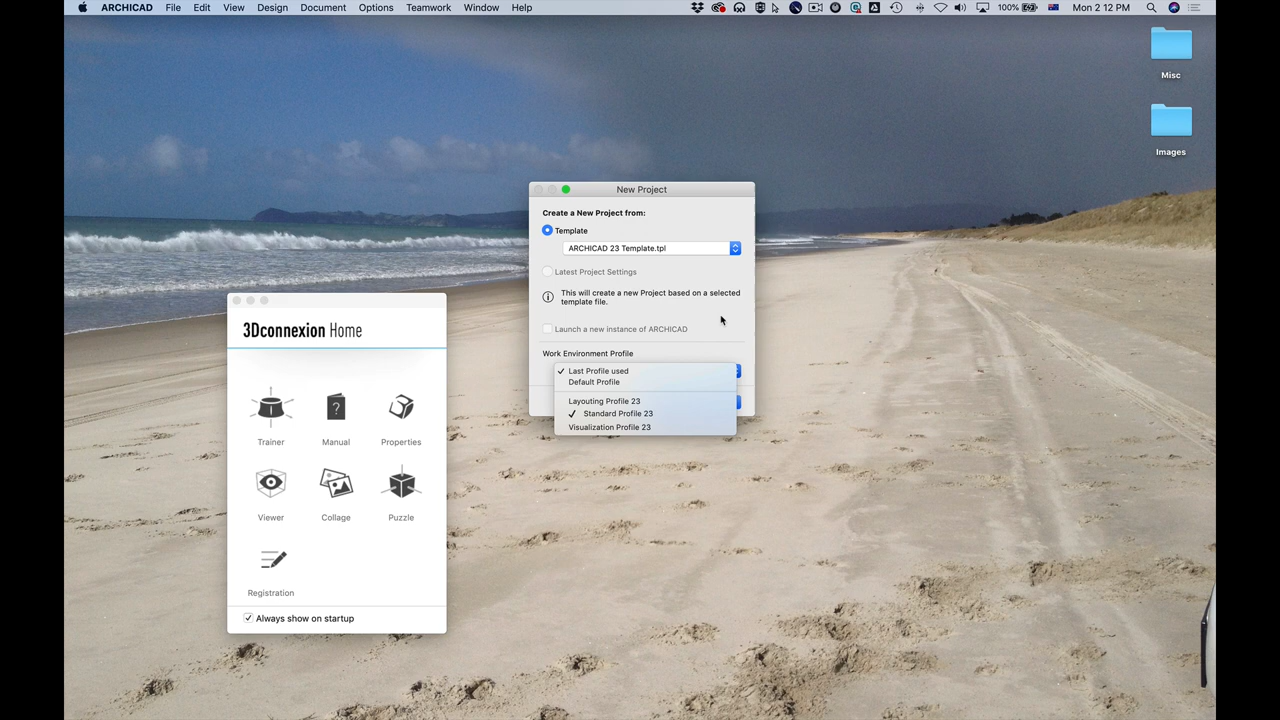 ARCHICAD File Edit View Design Document Options Teamwork Window Help 100% Mon 2 12 PM
Misc
Images
New Project
Create a New Project from:
Template
ARCHICAD 23 Template.tpl
Latest Project Settings
This will create a new Project based on a selected
template file.
Launch a new instance of ARCHICAD
Work Environment Profile
✓ Last Profile used
Default Profile
Layouting Profile 23
✓ Standard Profile 23
Visualization Profile 23
3Dconnexion Home
Trainer Manual Properties
Viewer Collage Puzzle
Registration
Always show on startup